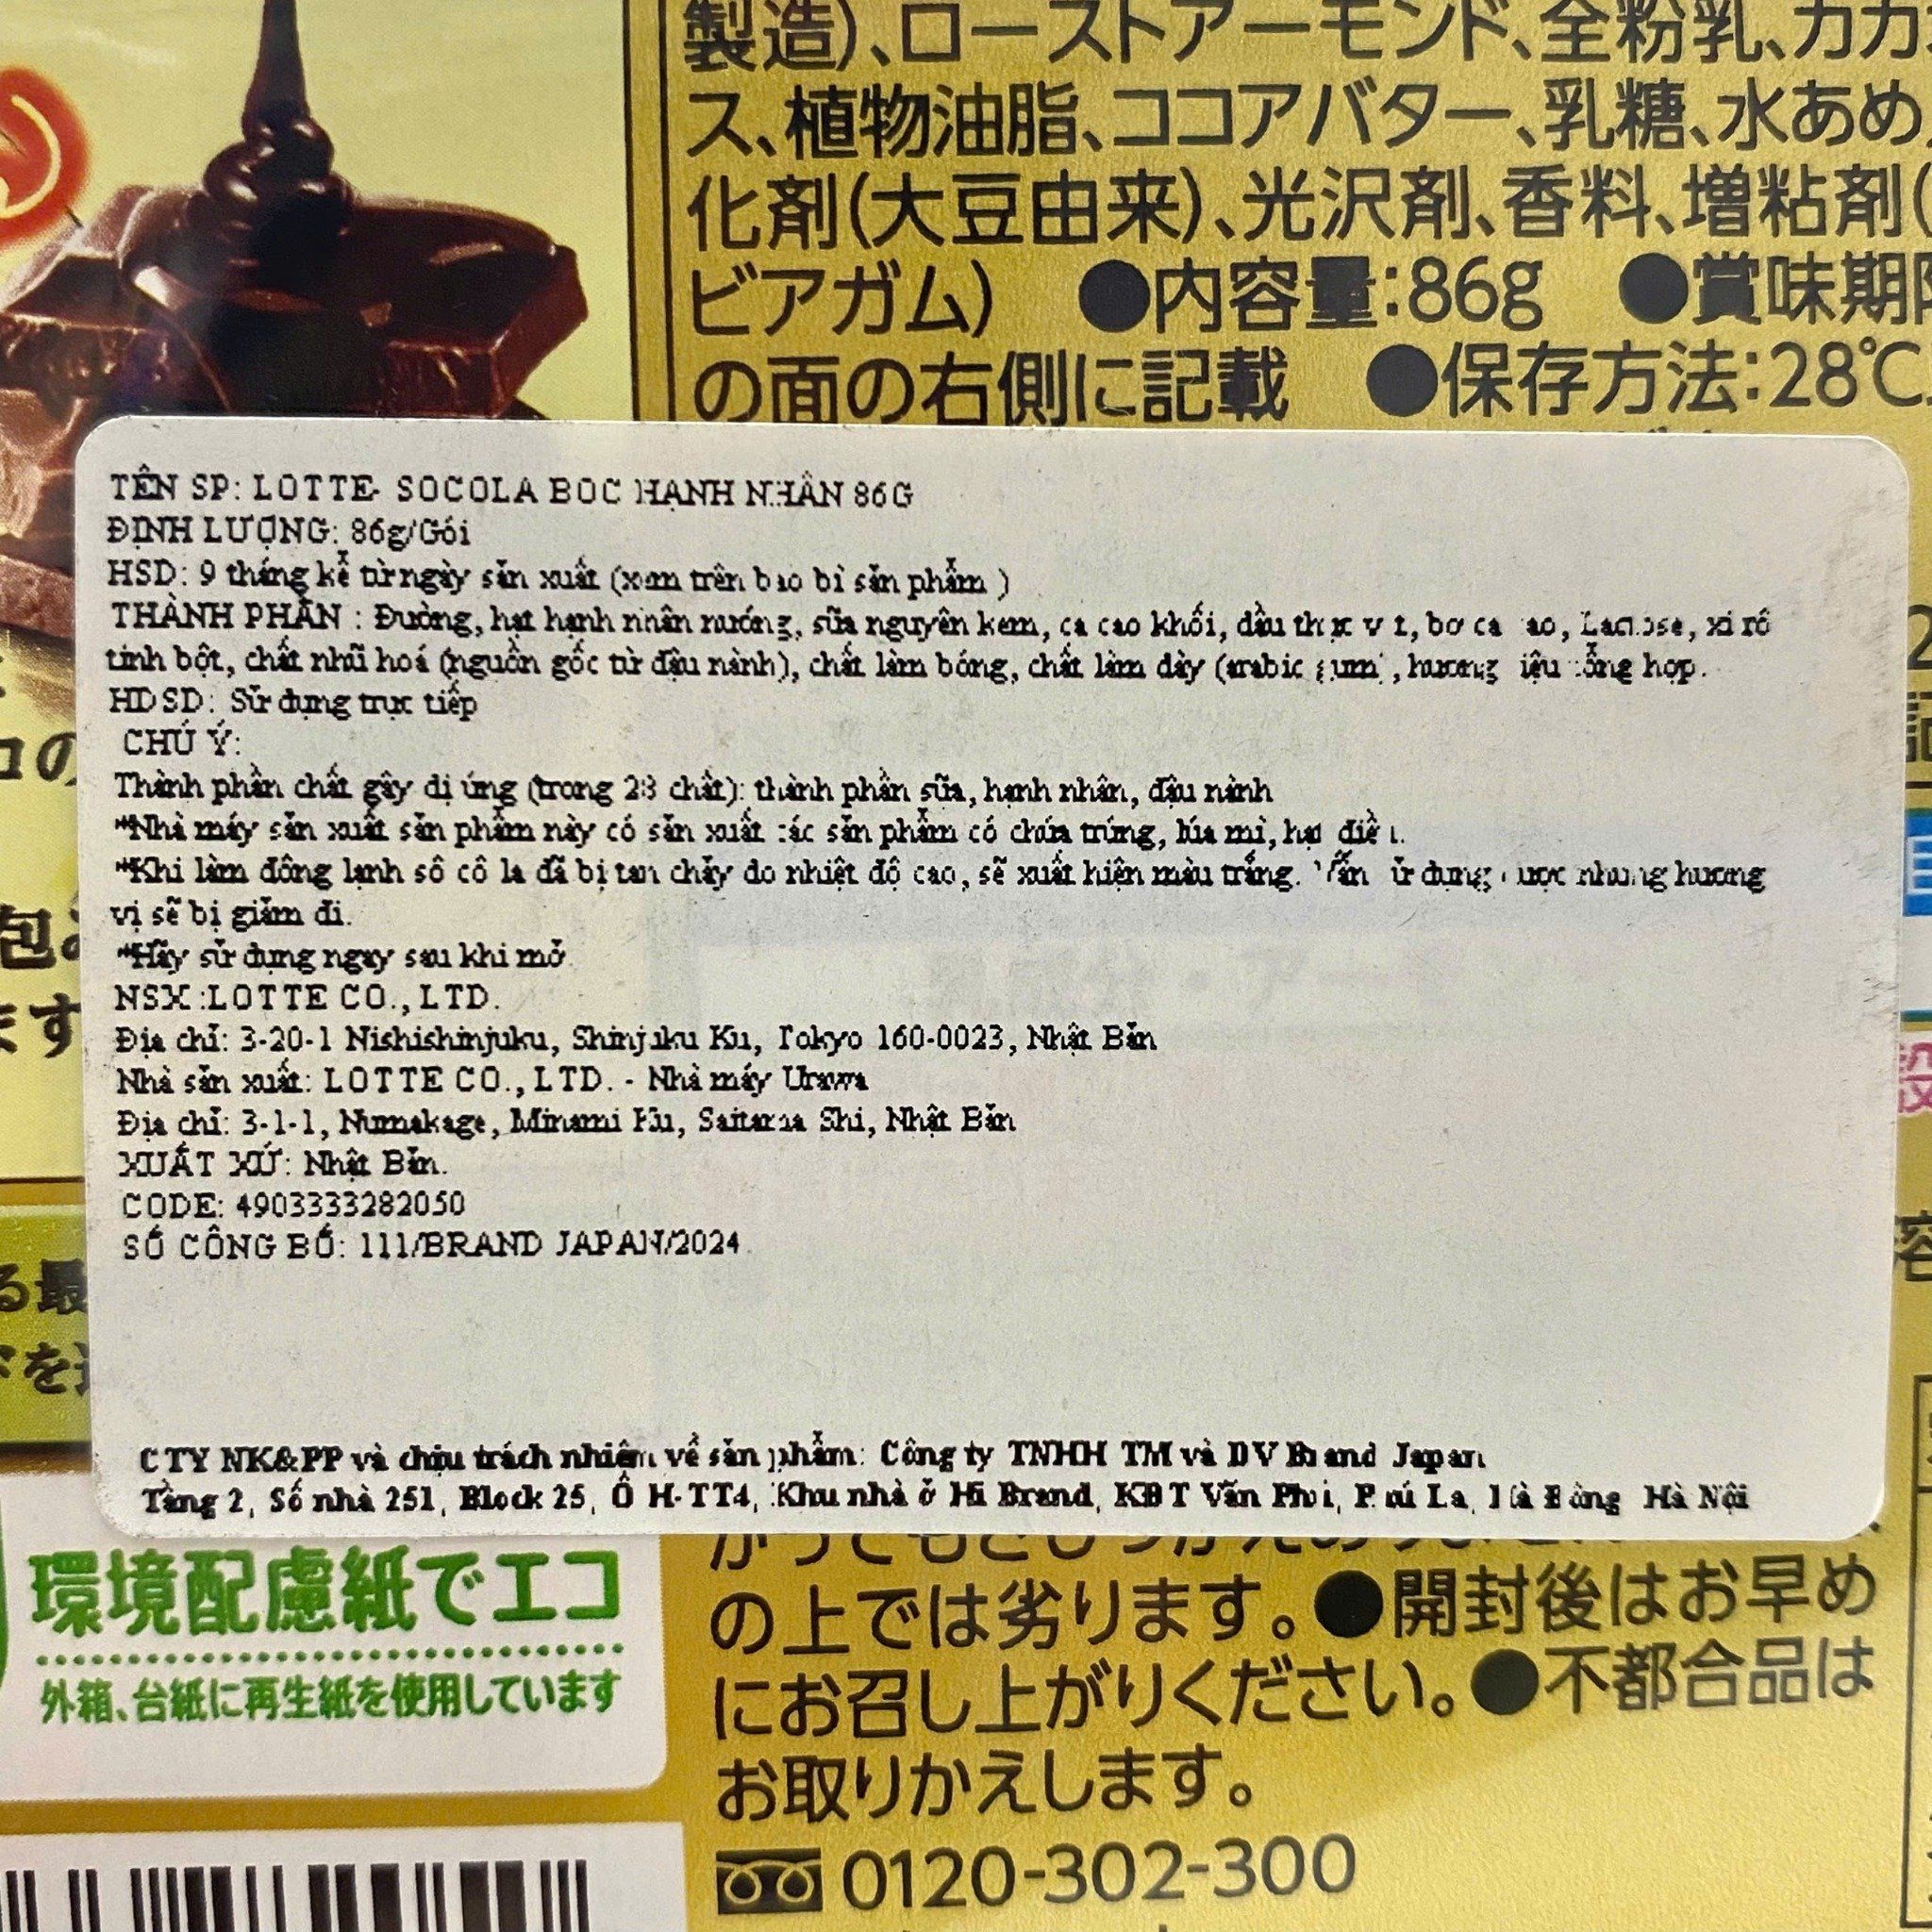 製造)、ローストアーモンド、全粉乳、カカ
ス、植物油脂、ココアバター、乳糖、水あめ
化剤(大豆由来)、光沢剤、香料、増粘剤(
ビアガム) ●内容量:86g ●賞味期限
の面の右側に記載 ●保存方法:28℃
TÊN SP: LOTTE- SOCOLA BOC HẠNH NHÂN 86G
ĐỊNH LƯỢNG: 86g/Gói
HSD: 9 tháng kể từ ngày sản xuất (xem trên bao bì sản phẩm )
THÀNH PHẦN : Đường, hạt hạnh nhân nướng, sữa nguyên kem, ca cao khối, dầu thực vật, bơ ca cao, Lactose, xi rô
tinh bột, chất nhũ hoá (nguồn gốc từ đậu nành), chất làm bóng, chất làm dày (arabic gum), hương liệu tổng hợp.
HDSD: Sử dụng trực tiếp
CHÚ Ý:
Thành phần chất gây dị ứng (trong 28 chất): thành phần sữa, hạnh nhân, đậu nành
*Nhà máy sản xuất sản phẩm này có sản xuất các sản phẩm có chứa trứng, lúa mì, hạt điều.
*Khi làm đông lạnh sô cô la đã bị tan chảy do nhiệt độ cao, sẽ xuất hiện màu trắng. Vẫn sử dụng được nhưng hương
vị sẽ bị giảm đi.
*Hãy sử dụng ngay sau khi mở
NSX :LOTTE CO., LTD.
Địa chỉ: 3-20-1 Nishishinjuku, Shinjuku Ku, Tokyo 160-0023, Nhật Bản
Nhà sản xuất: LOTTE CO., LTD. - Nhà máy Urawa
Địa chỉ: 3-1-1, Numakage, Minami Ku, Saitama Shi, Nhật Bản
XUẤT XỨ: Nhật Bản.
CODE: 4903333282050
SỐ CÔNG BỐ: 111/BRAND JAPAN/2024
CTY NK&PP và chịu trách nhiệm về sản phẩm: Công ty TNHH TM và DV Brand Japan
Tầng 2, Số nhà 251, Block 25, Ô H-TT4, Khu nhà ở Hi Brand, KĐT Văn Phú, Phú La, Hà Đông Hà Nội
の上では劣ります。●開封後はお早め
にお召し上がりください。●不都合品は
お取りかえします。
0120-302-300
環境配慮紙でエコ
外箱、台紙に再生紙を使用しています